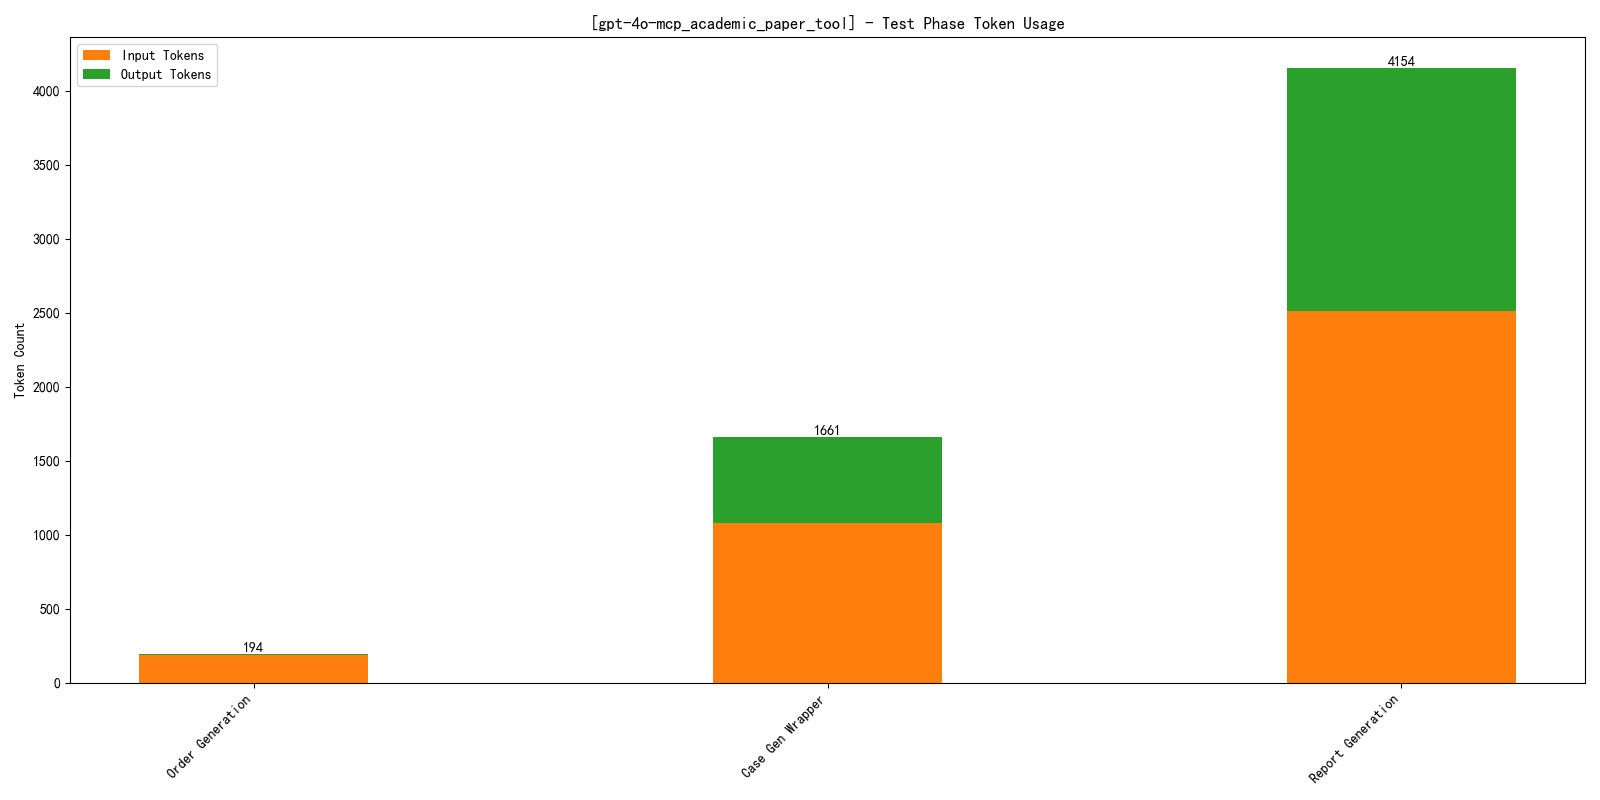 [gpt-4o-mcp_academic_paper_tool] - Test Phase Token Usage
Input Tokens
Output Tokens
4154
1661
194
Token Count
4000
3500
3000
2500
2000
1500
1000
500
0
Order Generation
Case Gen Wrapper
Report Generation